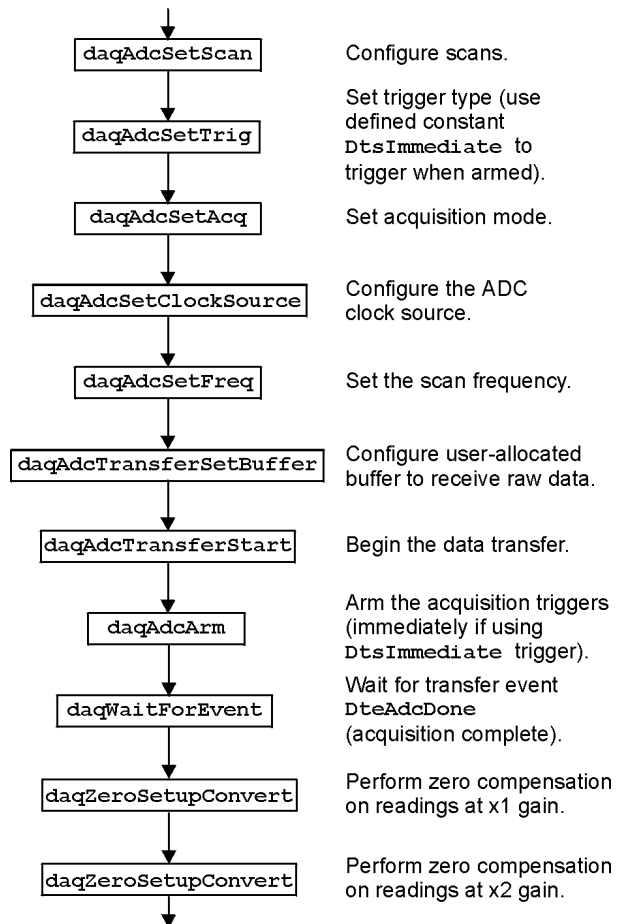 daqAdcSetScan
Configure scans.
daqAdcSetTrig
Set trigger type (use
defined constant
DtsImmediate to
trigger when armed).
daqAdcSetAcq
Set acquisition mode.
daqAdcSetClockSource
Configure the ADC
clock source.
daqAdcSetFreq
Set the scan frequency.
daqAdcTransferSetBuffer
Configure user-allocated
buffer to receive raw data.
daqAdcTransferStart
Begin the data transfer.
daqAdcArm
Arm the acquisition triggers
(immediately if using
DtsImmediate trigger).
daqWaitForEvent
Wait for transfer event
DteAdcDone
(acquisition complete).
daqZeroSetupConvert
Perform zero compensation
on readings at x1 gain.
daqZeroSetupConvert
Perform zero compensation
on readings at x2 gain.